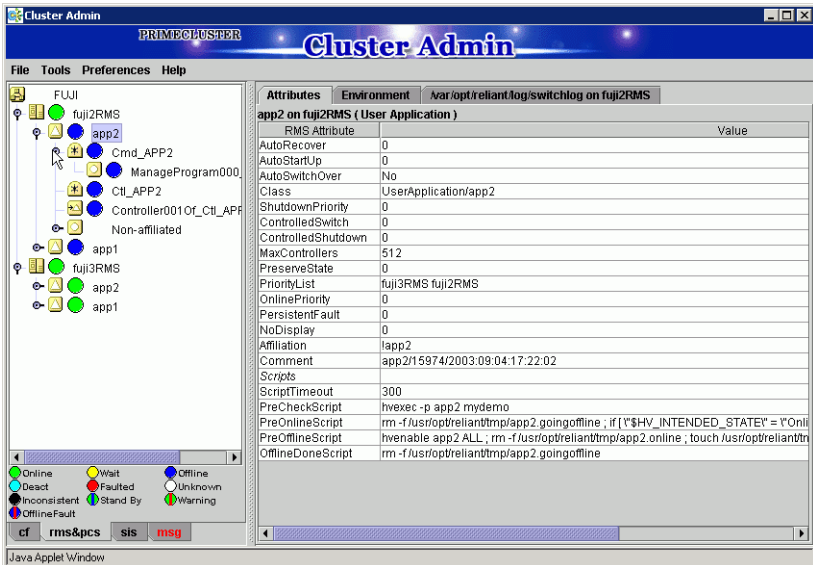 Cluster Admin
PRIMECLUSTER
Cluster Admin
File Tools Preferences Help
FUJI
fuji2RMS
app2
Cmd_APP2
ManageProgram000_
Ctl_APP2
Controller001Of_Ctl_APP
Non-affiliated
app1
fuji3RMS
app2
app1
Online Wait Offline
Deact Faulted Unknown
Inconsistent Stand By Warning
OfflineFault
cf rms&pcs sis msg
Attributes Environment /var/opt/reliant/log/switchlog on fuji2RMS
app2 on fuji2RMS ( User Application )
RMS Attribute Value
AutoRecover 0
AutoStartUp 0
AutoSwitchOver No
Class UserApplication/app2
ShutdownPriority 0
ControlledSwitch 0
ControlledShutdown 0
MaxControllers 512
PreserveState 0
PriorityList fuji3RMS fuji2RMS
OnlinePriority 0
PersistentFault 0
NoDisplay 0
Affiliation !app2
Comment app2/15974/2003:09:04:17:22:02
Scripts
ScriptTimeout 300
PreCheckScript hvexec -p app2 mydemo
PreOnlineScript rm -f /usr/opt/reliant/tmp/app2.goingoffline ; if [ \"$HV_INTENDED_STATE\" = \"Onli
PreOfflineScript hvenable app2 ALL ; rm -f /usr/opt/reliant/tmp/app2.online ; touch /usr/opt/reliant/tn
OfflineDoneScript rm -f /usr/opt/reliant/tmp/app2.goingoffline
Java Applet Window